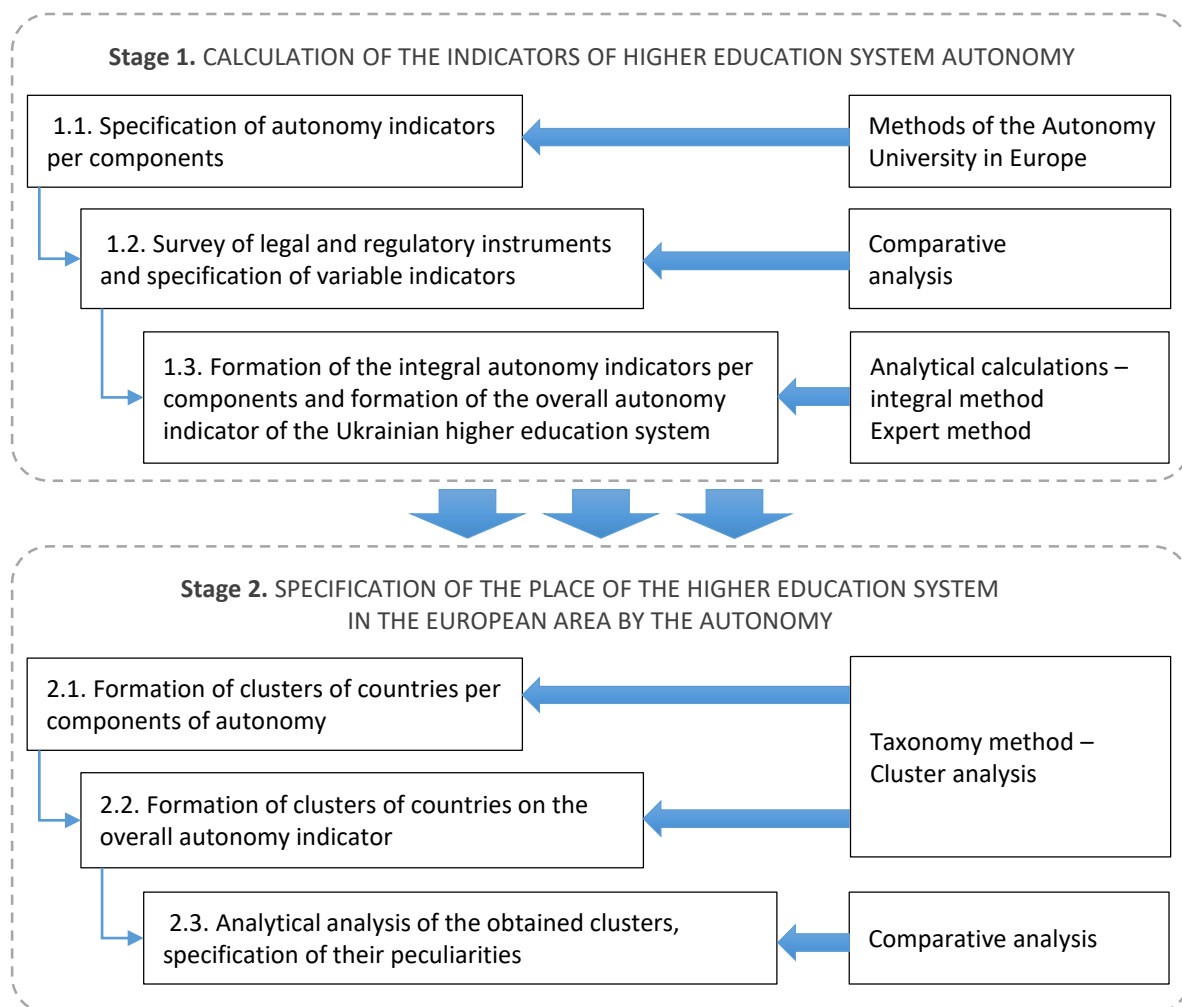 Stage 1. CALCULATION OF THE INDICATORS OF HIGHER EDUCATION SYSTEM AUTONOMY
1.1. Specification of autonomy indicators
per components
Methods of the Autonomy
University in Europe
1.2. Survey of legal and regulatory instruments
and specification of variable indicators
Comparative
analysis
1.3. Formation of the integral autonomy indicators per
components and formation of the overall autonomy
indicator of the Ukrainian higher education system
Analytical calculations –
integral method
Expert method
Stage 2. SPECIFICATION OF THE PLACE OF THE HIGHER EDUCATION SYSTEM
IN THE EUROPEAN AREA BY THE AUTONOMY
2.1. Formation of clusters of countries per
components of autonomy
Taxonomy method –
Cluster analysis
2.2. Formation of clusters of countries on the
overall autonomy indicator
2.3. Analytical analysis of the obtained clusters,
specification of their peculiarities
Comparative analysis